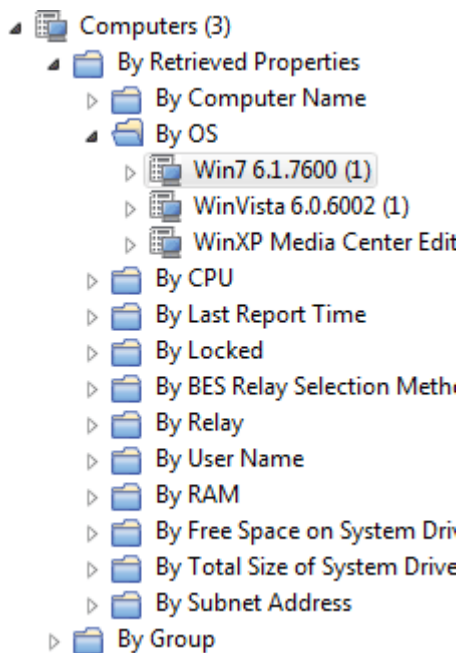 Computers (3)
By Retrieved Properties
By Computer Name
By OS
Win7 6.1.7600 (1)
WinVista 6.0.6002 (1)
WinXP Media Center Edit
By CPU
By Last Report Time
By Locked
By BES Relay Selection Meth
By Relay
By User Name
By RAM
By Free Space on System Driv
By Total Size of System Drive
By Subnet Address
By Group